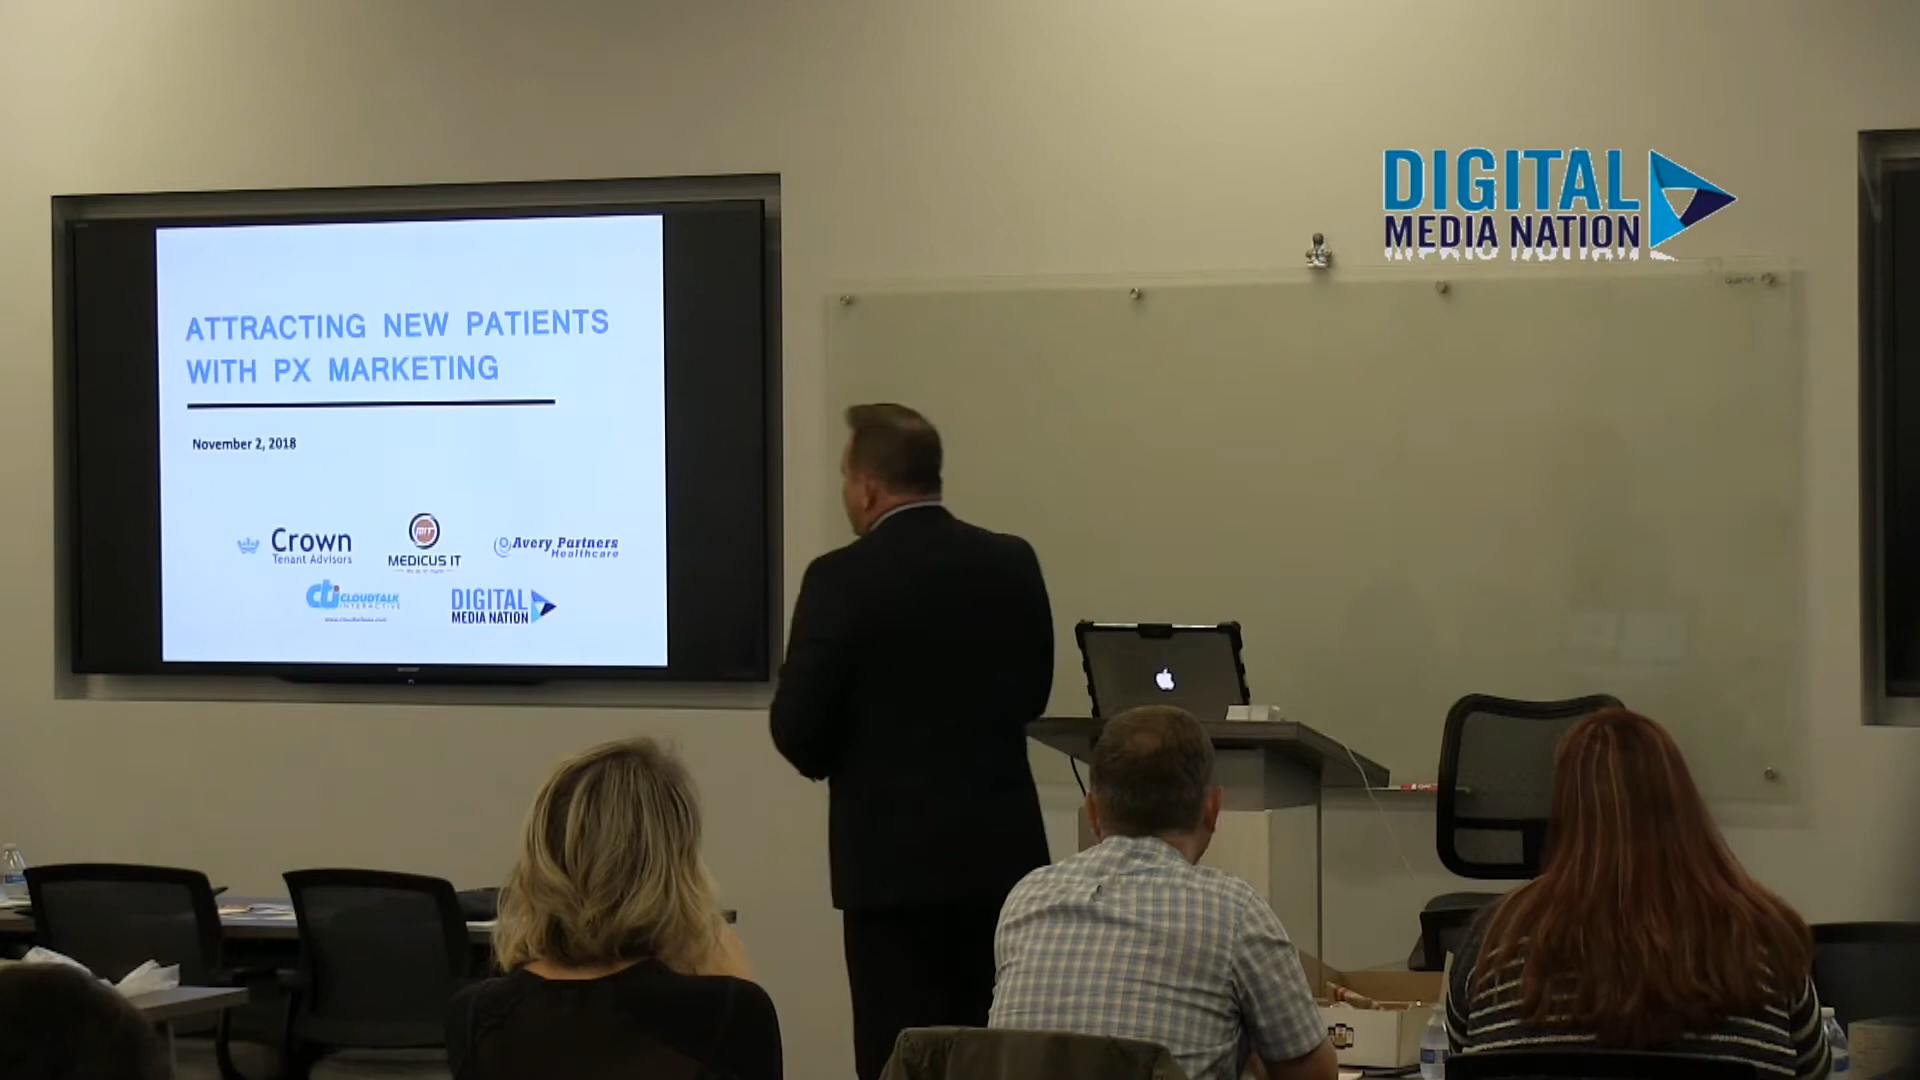 ATTRACTING NEW PATIENTS
WITH PX MARKETING
November 2, 2018
Crown
Tenant Advisors
MIT
MEDICUS IT
Avery Partners
Healthcare
cti CLOUDTALK
INTERACTIVE
DIGITAL
MEDIA NATION
DIGITAL
MEDIA NATION